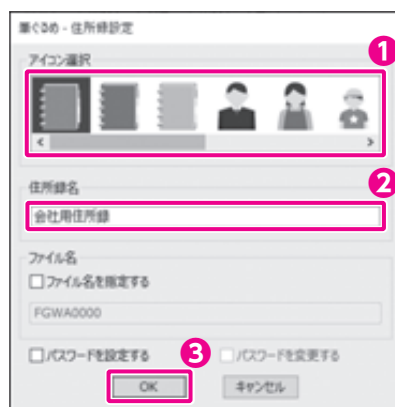 筆ぐるめ - 住所録設定
アイコン選択
1
2
住所録名
会社用住所録
ファイル名
ファイル名を指定する
FGWA0000
パスワードを設定する
3
パスワードを変更する
OK
キャンセル